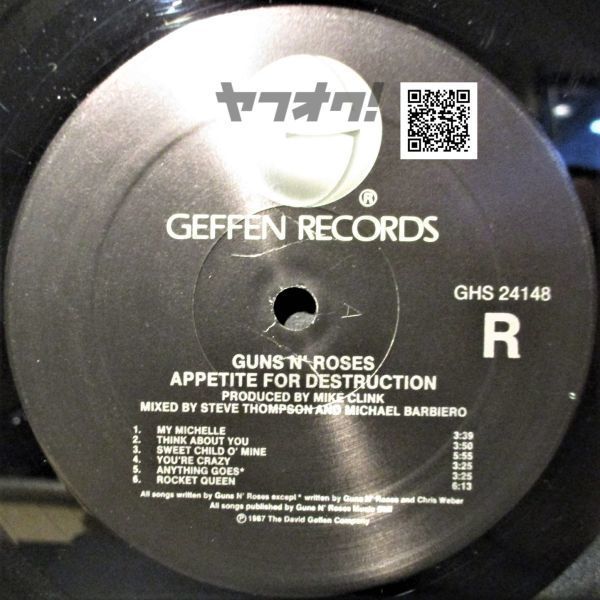 ヤフオク!
®
GEFFEN RECORDS
GHS 24148
R
GUNS N' ROSES
APPETITE FOR DESTRUCTION
PRODUCED BY MIKE CLINK
MIXED BY STEVE THOMPSON AND MICHAEL BARBIERO
1. MY MICHELLE 3:39
2. THINK ABOUT YOU 3:50
3. SWEET CHILD O' MINE 5:55
4. YOU'RE CRAZY 3:25
5. ANYTHING GOES* 3:25
6. ROCKET QUEEN 6:13
All songs written by Guns N' Roses except * written by Guns N' Roses and Chris Weber
All songs published by Guns N' Roses Music BMI
℗ 1987 The David Geffen Company